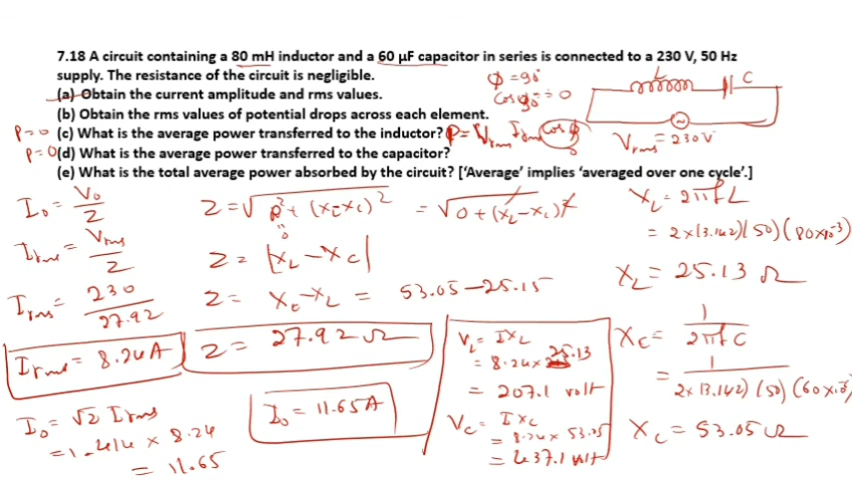 7.18 A circuit containing a 80 mH inductor and a 60 μF capacitor in series is connected to a 230 V, 50 Hz
supply. The resistance of the circuit is negligible.
(a) Obtain the current amplitude and rms values.
(b) Obtain the rms values of potential drops across each element.
P=0 (c) What is the average power transferred to the inductor? P=Vrms Irms cosφ
P=0 (d) What is the average power transferred to the capacitor?
(e) What is the total average power absorbed by the circuit? ['Average' implies 'averaged over one cycle'.]
φ=90°
cos90°=0
L C
Vrms=230V
I₀ = V₀/Z
Irms = Vrms/Z
Irms = 230/27.92
Irms = 8.24A
I₀ = √2 Irms
=1.414 × 8.24
= 11.65
Z=√(R²+(XL-XC)²) = √(0+(XL-XC)²)
0
Z= |XL-XC|
Z= XC-XL = 53.05-25.15
Z= 27.92Ω
I₀=11.65A
VL= IXL
=8.24×25.13
= 207.1 volt
VC= IXC
=8.24×53.05
=437.1 volt
XL=2πfL
=2×(3.142)(50)(80×10⁻³)
XL=25.13Ω
XC= 1/2πfC
= 1/2×(3.142)(50)(60×10⁻⁶)
XC=53.05Ω